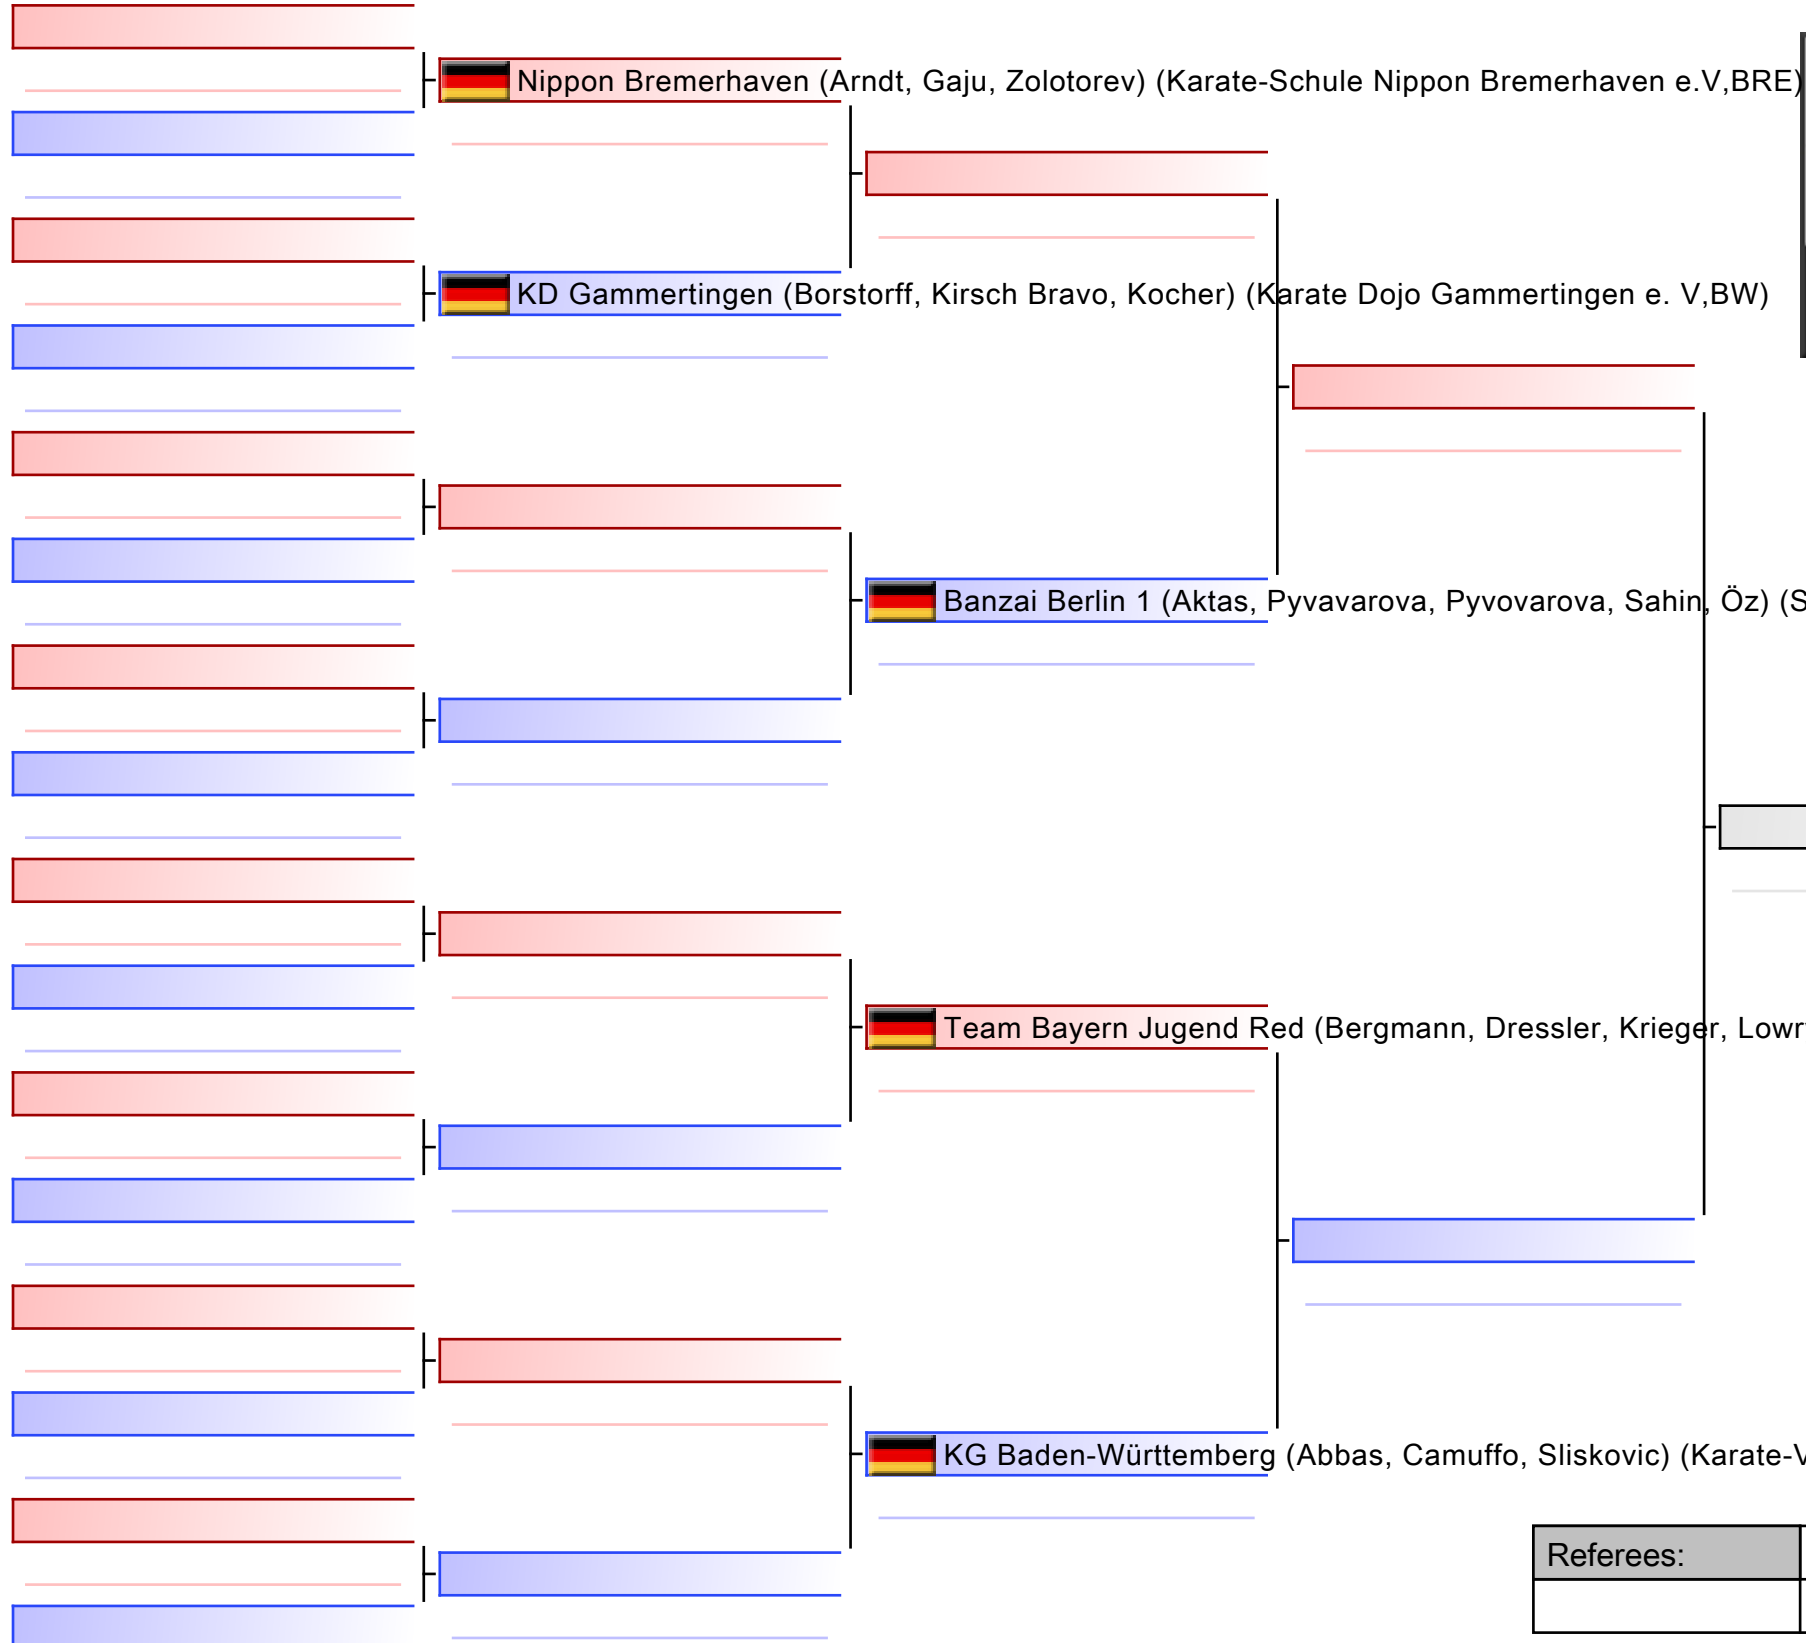 Nippon Bremerhaven (Arndt, Gaju, Zolotorev) (Karate-Schule Nippon Bremerhaven e.V,BRE)
KD Gammertingen (Borstorff, Kirsch Bravo, Kocher) (Karate Dojo Gammertingen e. V,BW)
Banzai Berlin 1 (Aktas, Pyvavarova, Pyvovarova, Sahin, Öz) (S
Team Bayern Jugend Red (Bergmann, Dressler, Krieger,
KG Baden-Württemberg (Abbas, Camuffo, Sliskovic) (Karate-V
Referees: